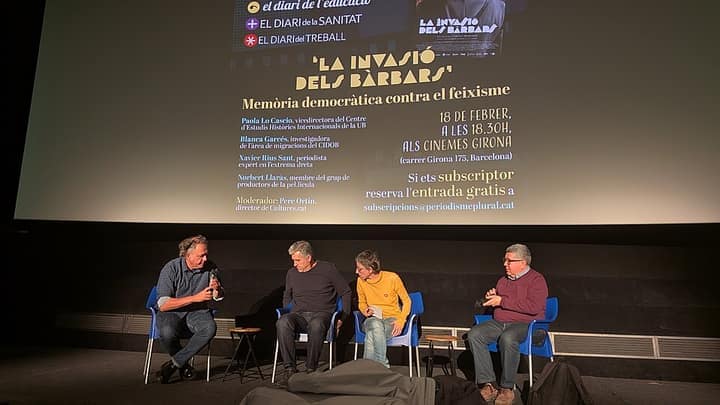 el diari de l'educació
EL DIARI de la SANITAT
EL DIARI del TREBALL
LA INVASIÓ
DELS BÀRBARS
'LA INVASIÓ
DELS BÀRBARS'
Memòria democràtica contra el feixisme
Paola Lo Cascio, vicedirectora del Centre
d'Estudis Històrics Internacionals de la UB
Blanca Garcés, investigadora
de l'àrea de migracions del CIDOB
Xavier Rius Sant, periodista
expert en l'extrema dreta
Norbert Llaràs, membre del grup de
productors de la pel.lícula
Moderador: Pere Ortín,
director de Cultures.cat
18 DE FEBRER,
A LES 18.30H,
ALS CINEMES GIRONA
(carrer Girona 175, Barcelona)
Si ets subscriptor
reserva l'entrada gratis a
subscripcions@periodismeplural.cat